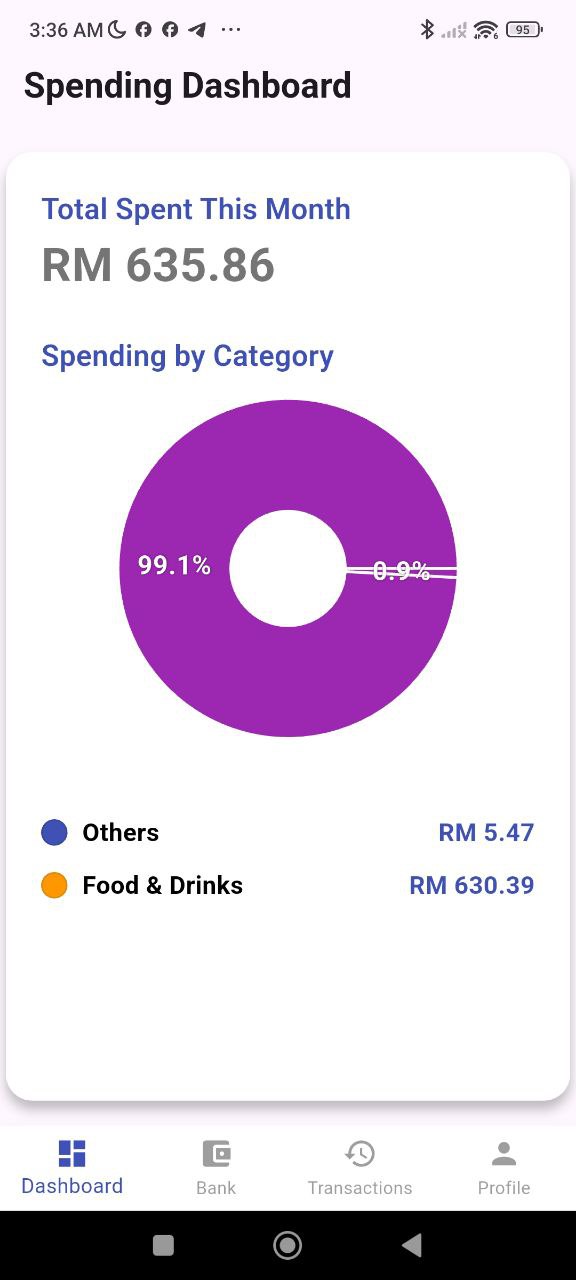 3:36 AM ... 6 95
Spending Dashboard
Total Spent This Month
RM 635.86
Spending by Category
99.1% 0.9%
Others RM 5.47
Food & Drinks RM 630.39
Dashboard Bank Transactions Profile